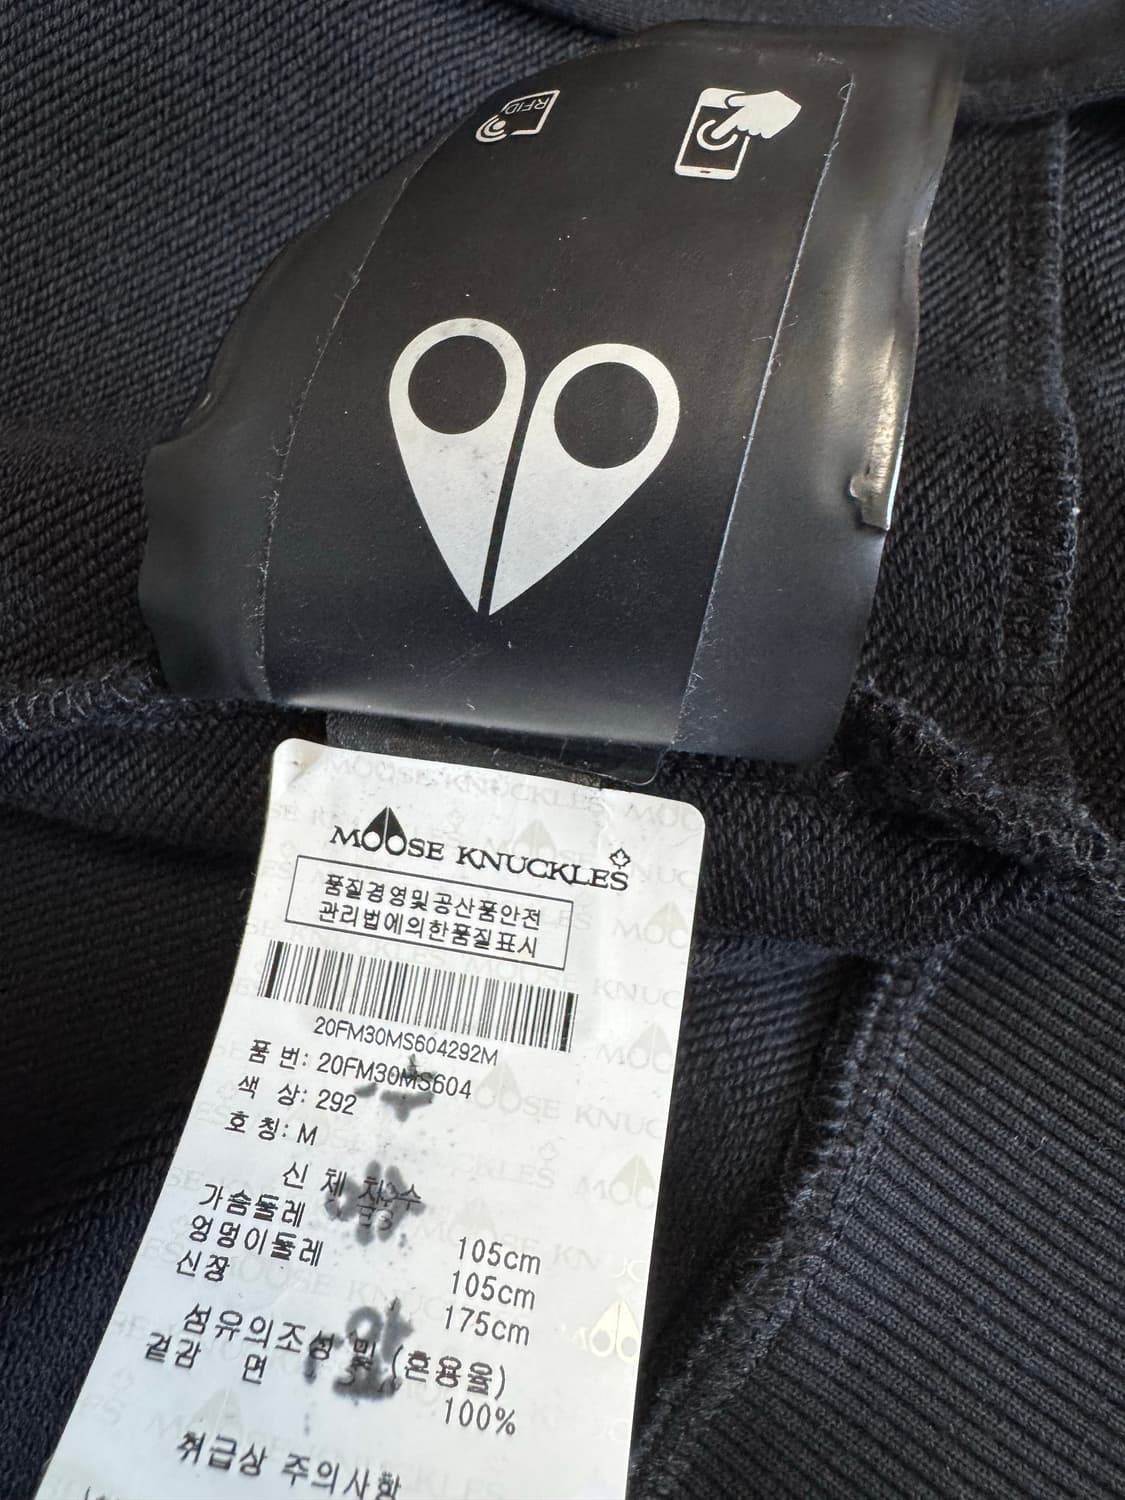 RFID
MOOSE KNUCKLES
품질경영및공산품안전
관리법에의한품질표시
20FM30MS604292M
품 번: 20FM30MS604
색 상: 292
호 칭: M
신 체 치수
가슴둘레 105cm
엉덩이둘레 105cm
신장 175cm
섬유의조성 및 (혼용율)
겉감 면 100%
취급상 주의사항